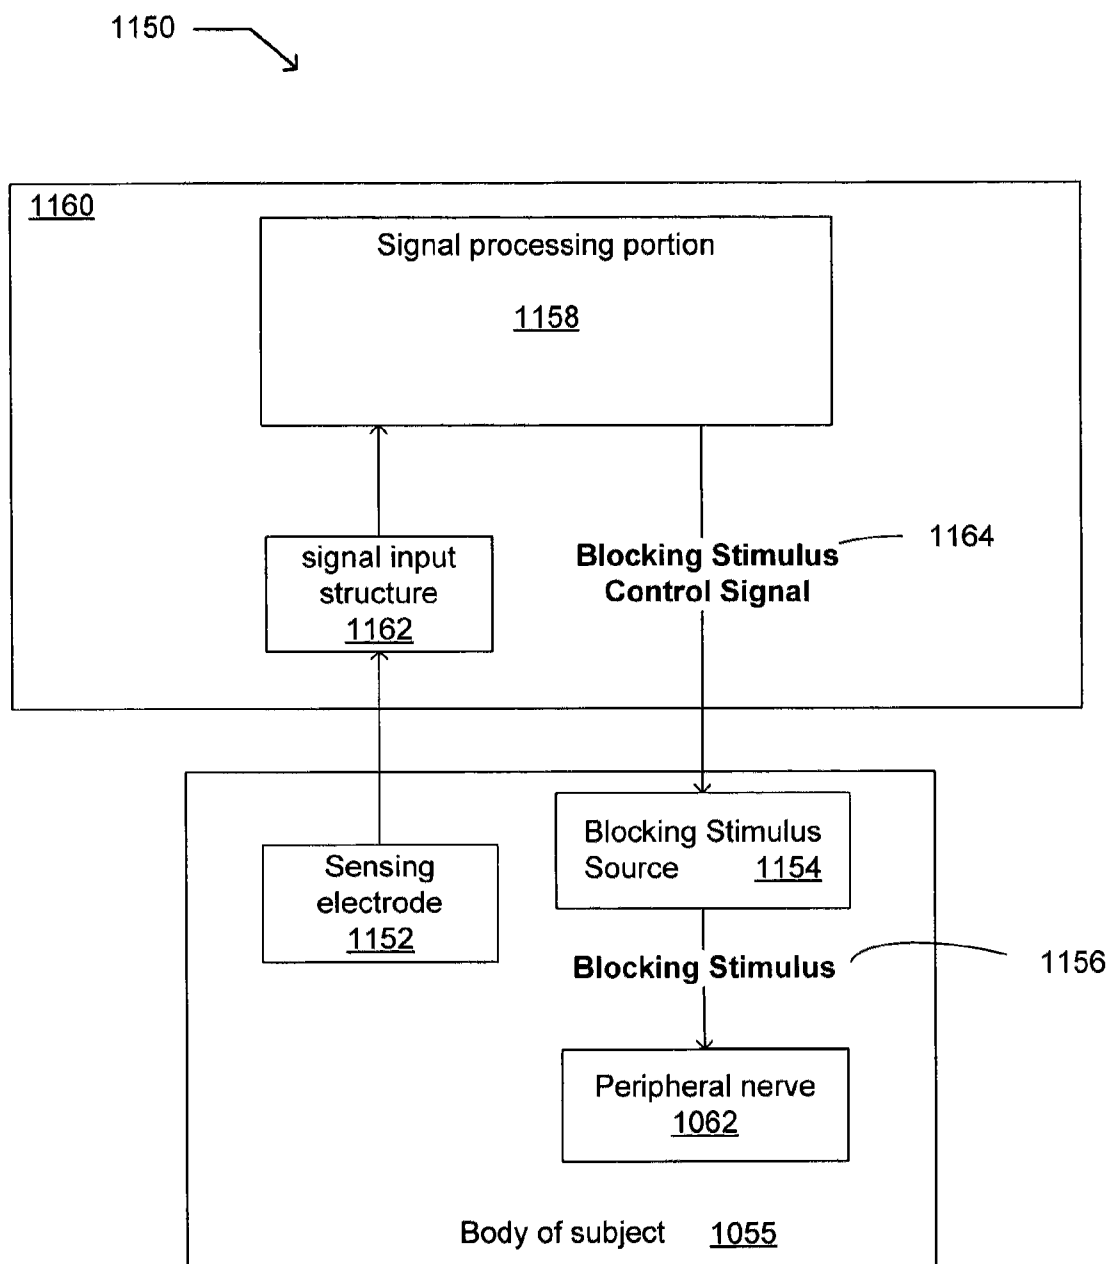 1150
1160
Signal processing portion
1158
signal input
structure
1162
Blocking Stimulus
Control Signal
1164
Sensing
electrode
1152
Blocking Stimulus
Source 1154
Blocking Stimulus
1156
Peripheral nerve
1062
Body of subject 1055